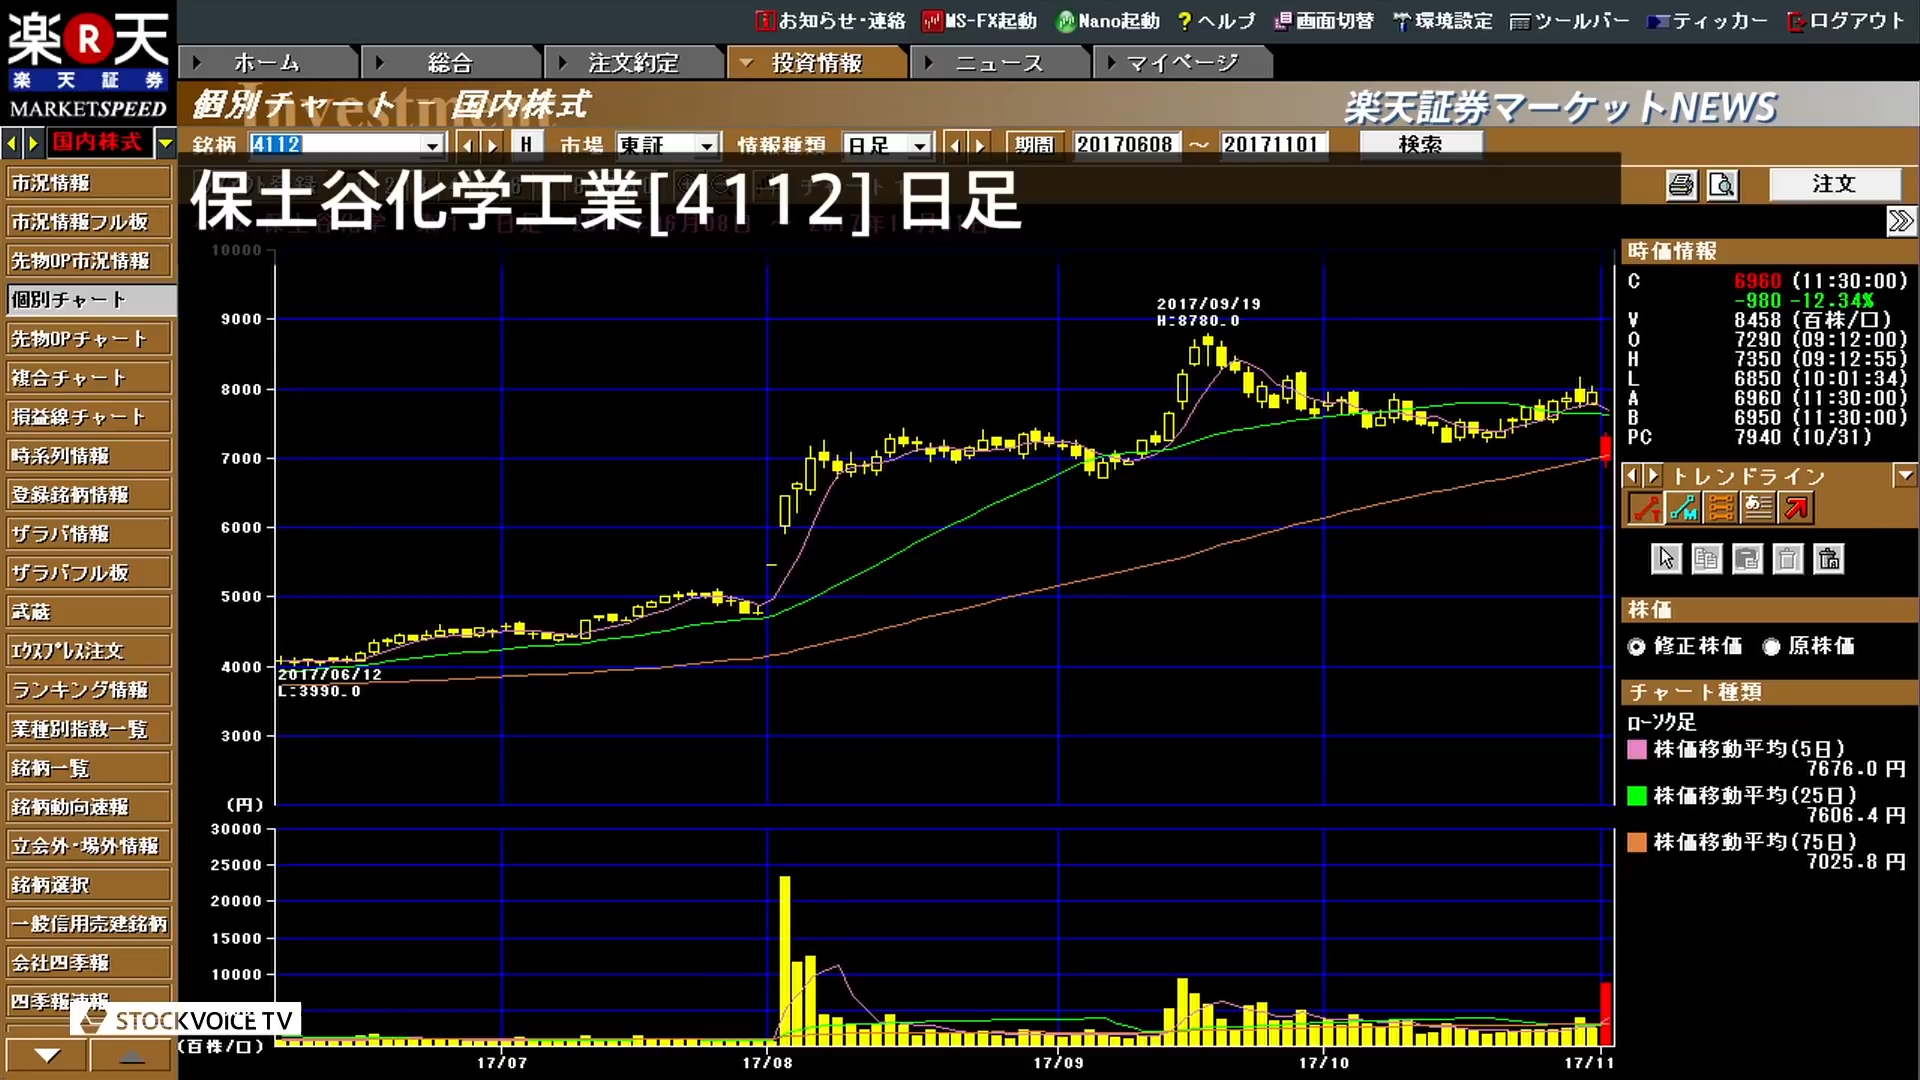 楽R天
楽天証券
MARKETSPEED
お知らせ・連絡 MS-FX起動 Nano起動 ?ヘルプ 画面切替 環境設定 ツールバー ティッカー ログアウト
ホーム 総合 注文約定 投資情報 ニュース マイページ
個別チャート - 国内株式
楽天証券マーケットNEWS
国内株式
銘柄 4112 H 市場 東証 情報種類 日足 期間 20170608 ～ 20171101 検索
保土谷化学工業[4112] 日足
注文
市況情報
市況情報フル板
先物OP市況情報
個別チャート
先物OPチャート
複合チャート
損益線チャート
時系列情報
登録銘柄情報
ザラバ情報
ザラバフル板
武蔵
ｴｸｽﾌﾟﾚｽ注文
ランキング情報
業種別指数一覧
銘柄一覧
銘柄動向速報
立会外・場外情報
銘柄選択
一般信用売建銘柄
会社四季報
四季報速報
STOCKVOICE TV
10000
9000
8000
7000
6000
5000
4000
3000
(円)
2017/09/19
H:8780.0
2017/06/12
L:3990.0
30000
25000
20000
15000
10000
(百株/口)
17/07 17/08 17/09 17/10 17/11
時価情報
C 6960 (11:30:00)
-980 -12.34%
V 8458 (百株/口)
O 7290 (09:12:00)
H 7350 (09:12:55)
L 6850 (10:01:34)
A 6960 (11:30:00)
B 6950 (11:30:00)
PC 7940 (10/31)
トレンドライン
株価
修正株価 原株価
チャート種類
ﾛｰｿｸ足
株価移動平均(5日)
7676.0 円
株価移動平均(25日)
7606.4 円
株価移動平均(75日)
7025.8 円